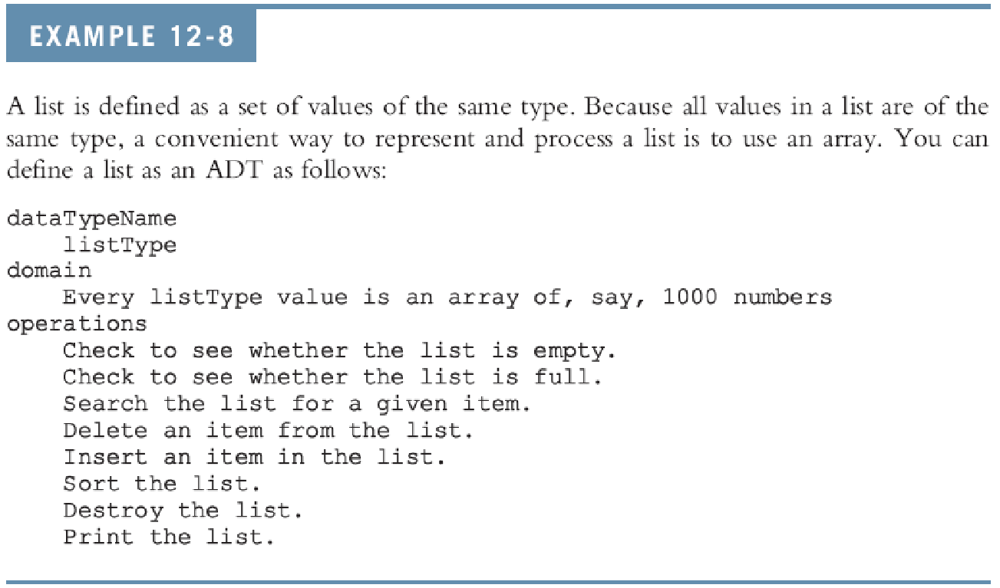 EXAMPLE 12-8
A list is defined as a set of values of the same type. Because all values in a list are of the
same type, a convenient way to represent and process a list is to use an array. You can
define a list as an ADT as follows:
dataTypeName
    listType
domain
    Every listType value is an array of, say, 1000 numbers
operations
    Check to see whether the list is empty.
    Check to see whether the list is full.
    Search the list for a given item.
    Delete an item from the list.
    Insert an item in the list.
    Sort the list.
    Destroy the list.
    Print the list.